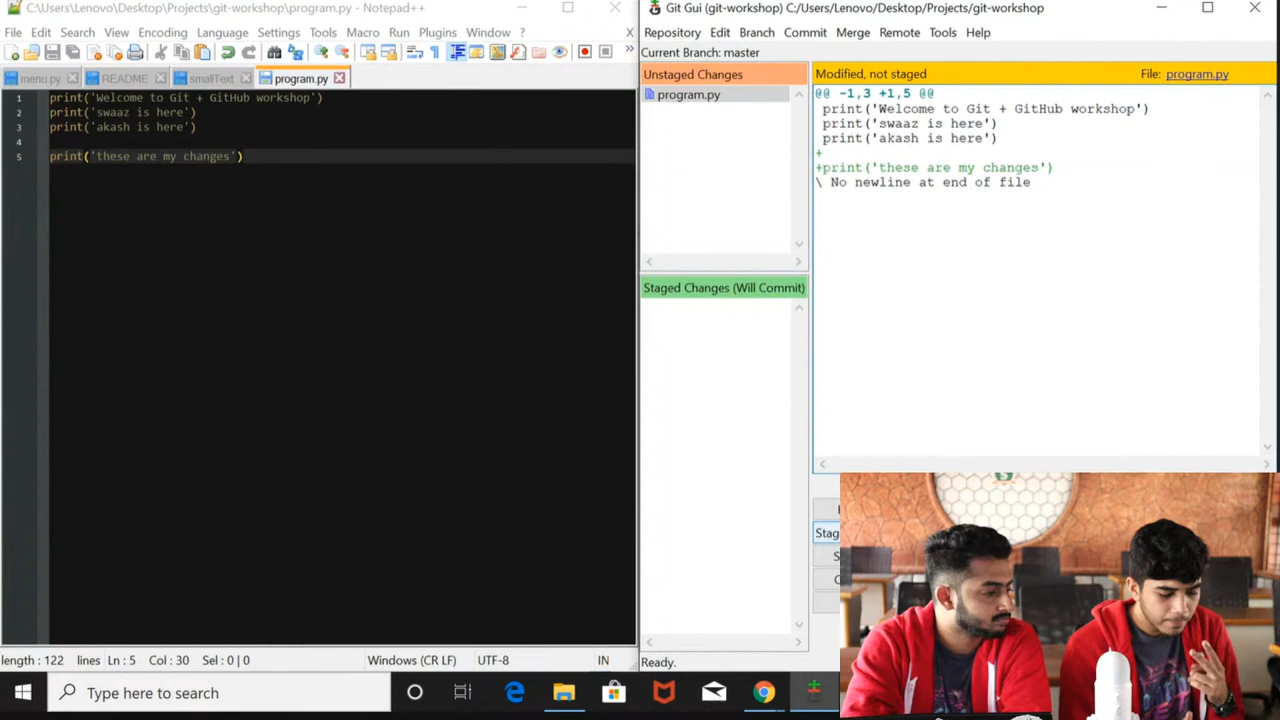 C:\Users\Lenovo\Desktop\Projects\git-workshop\program.py - Notepad++
File Edit Search View Encoding Language Settings Tools Macro Run Plugins Window ? X
menu.py README smallText program.py
1 print('Welcome to Git + GitHub workshop')
2 print('swaaz is here')
3 print('akash is here')
4
5 print('these are my changes')
length : 122 lines Ln : 5 Col : 30 Sel : 0 | 0 Windows (CR LF) UTF-8 IN
Git Gui (git-workshop) C:/Users/Lenovo/Desktop/Projects/git-workshop
Repository Edit Branch Commit Merge Remote Tools Help
Current Branch: master
Unstaged Changes
program.py
Staged Changes (Will Commit)
Modified, not staged File: program.py
@@ -1,3 +1,5 @@
print('Welcome to Git + GitHub workshop')
print('swaaz is here')
print('akash is here')
+
+print('these are my changes')
\ No newline at end of file
Stag
S
Ready.
Type here to search